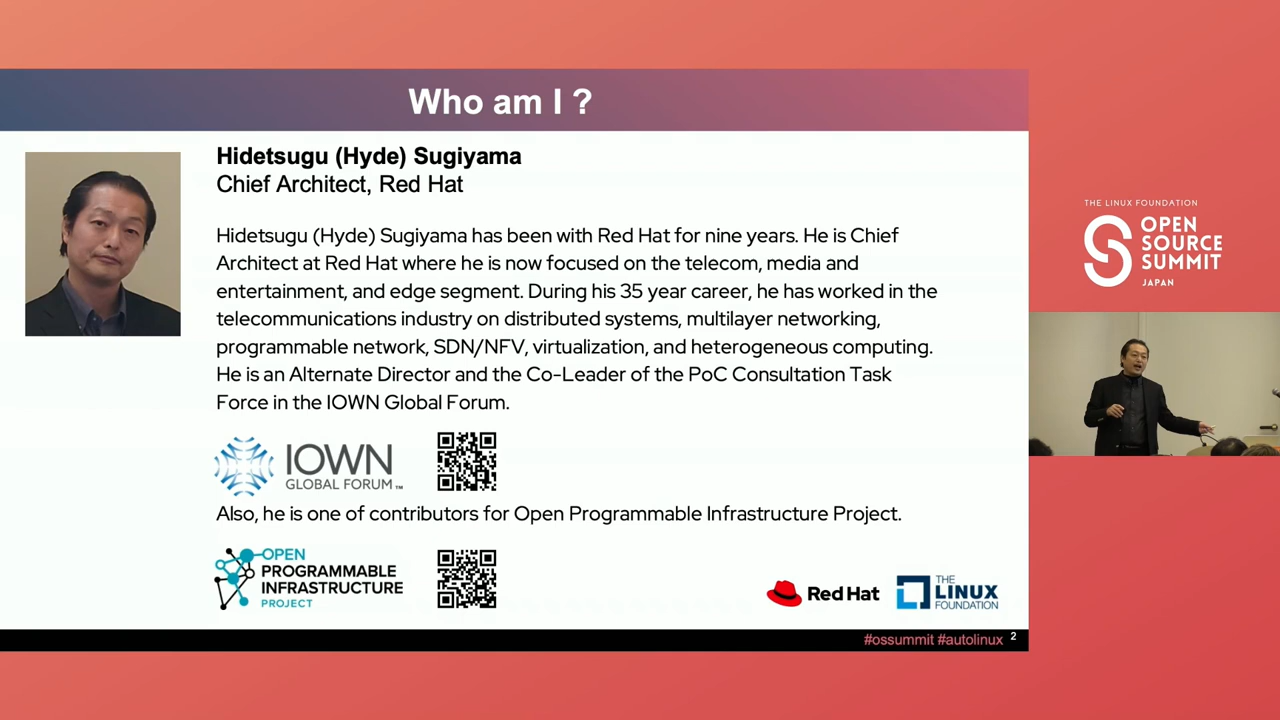 Who am I ?
Hidetsugu (Hyde) Sugiyama
Chief Architect, Red Hat
Hidetsugu (Hyde) Sugiyama has been with Red Hat for nine years. He is Chief
Architect at Red Hat where he is now focused on the telecom, media and
entertainment, and edge segment. During his 35 year career, he has worked in the
telecommunications industry on distributed systems, multilayer networking,
programmable network, SDN/NFV, virtualization, and heterogeneous computing.
He is an Alternate Director and the Co-Leader of the PoC Consultation Task
Force in the IOWN Global Forum.
IOWN
GLOBAL FORUM™
Also, he is one of contributors for Open Programmable Infrastructure Project.
OPEN
PROGRAMMABLE
INFRASTRUCTURE
PROJECT
Red Hat
THE
LINUX
FOUNDATION
#ossummit #autolinux 2
THE LINUX FOUNDATION
OPEN
SOURCE
SUMMIT
JAPAN